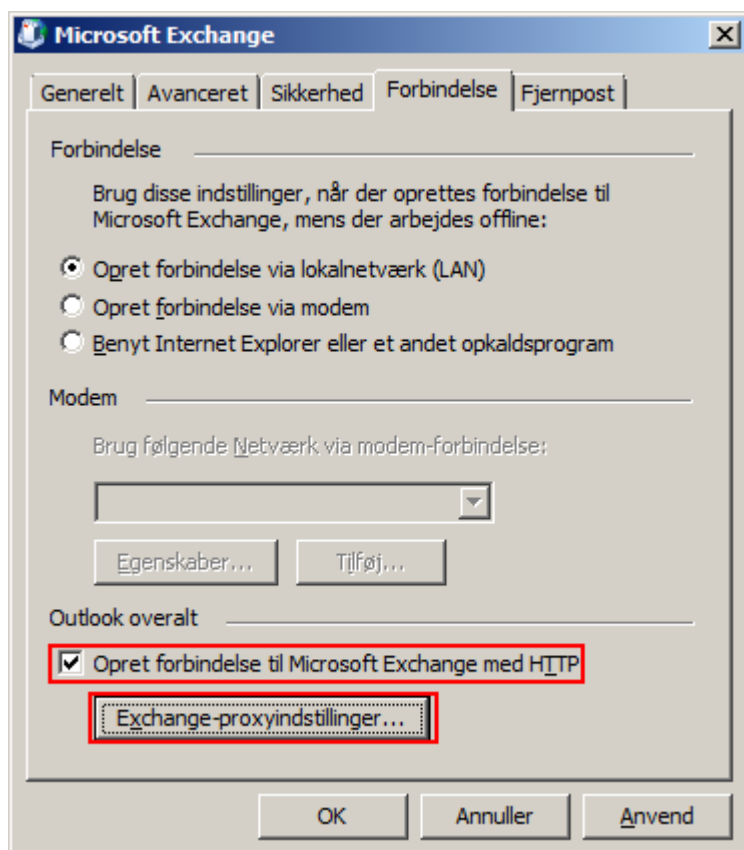 Microsoft Exchange
Generelt Avanceret Sikkerhed Forbindelse Fjernpost
Forbindelse
Brug disse indstillinger, når der oprettes forbindelse til
Microsoft Exchange, mens der arbejdes offline:
Opret forbindelse via lokalnetværk (LAN)
Opret forbindelse via modem
Benyt Internet Explorer eller et andet opkaldsprogram
Modem
Brug følgende Netværk via modem-forbindelse:
Egenskaber... Tilføj...
Outlook overalt
Opret forbindelse til Microsoft Exchange med HTTP
Exchange-proxyindstillinger...
OK Annuller Anvend